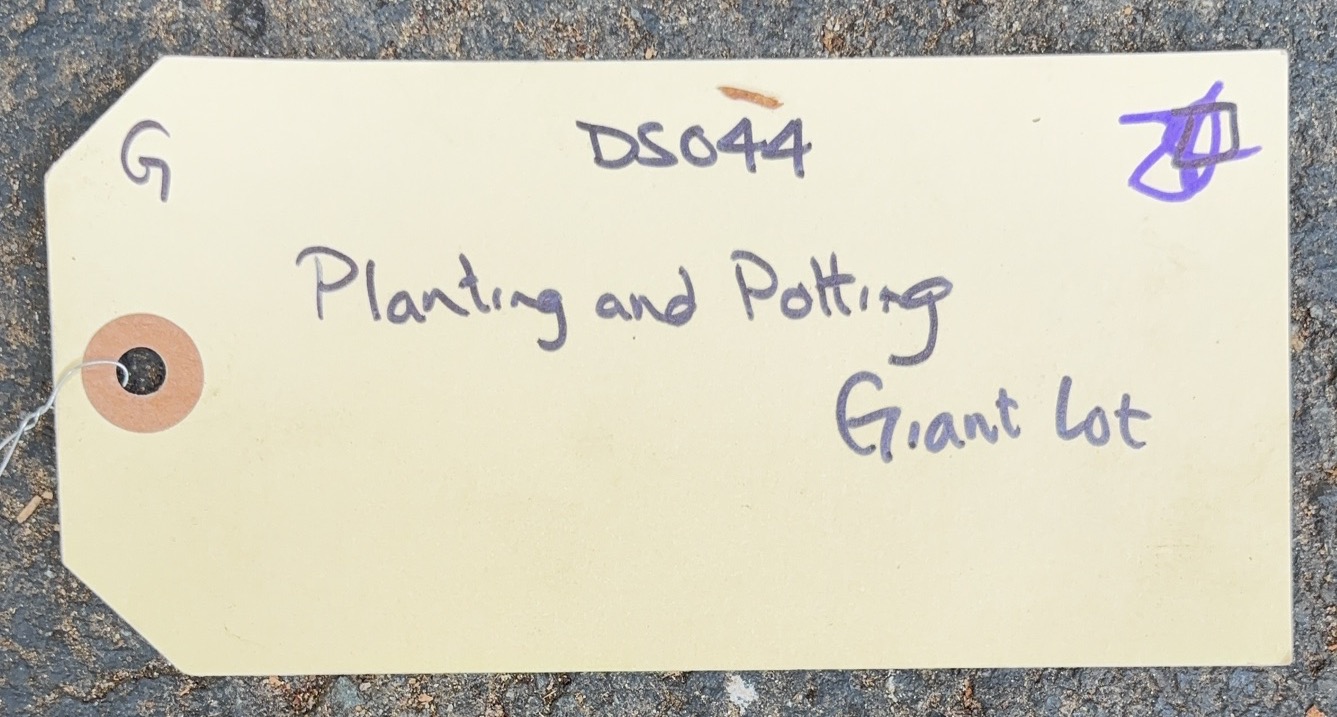 G
DS044
Planting and Potting
Giant Lot